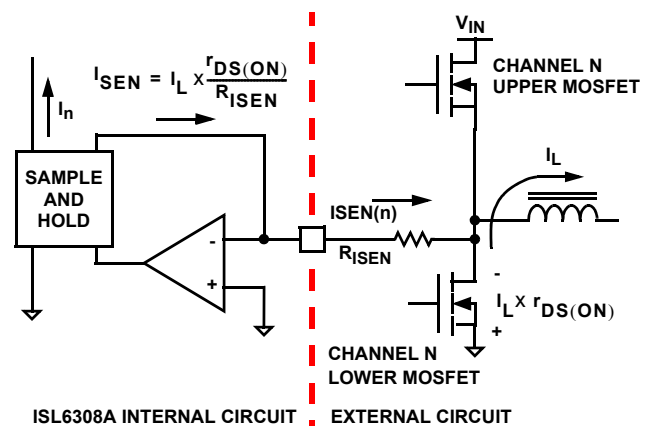 V_IN
CHANNEL N
UPPER MOSFET
I_SEN = I_L x r_DS(ON) / R_ISEN
I_n
I_L
SAMPLE
AND
HOLD
ISEN(n)
R_ISEN
-
+
-
I_L x r_DS(ON)
+
CHANNEL N
LOWER MOSFET
ISL6308A INTERNAL CIRCUIT
EXTERNAL CIRCUIT